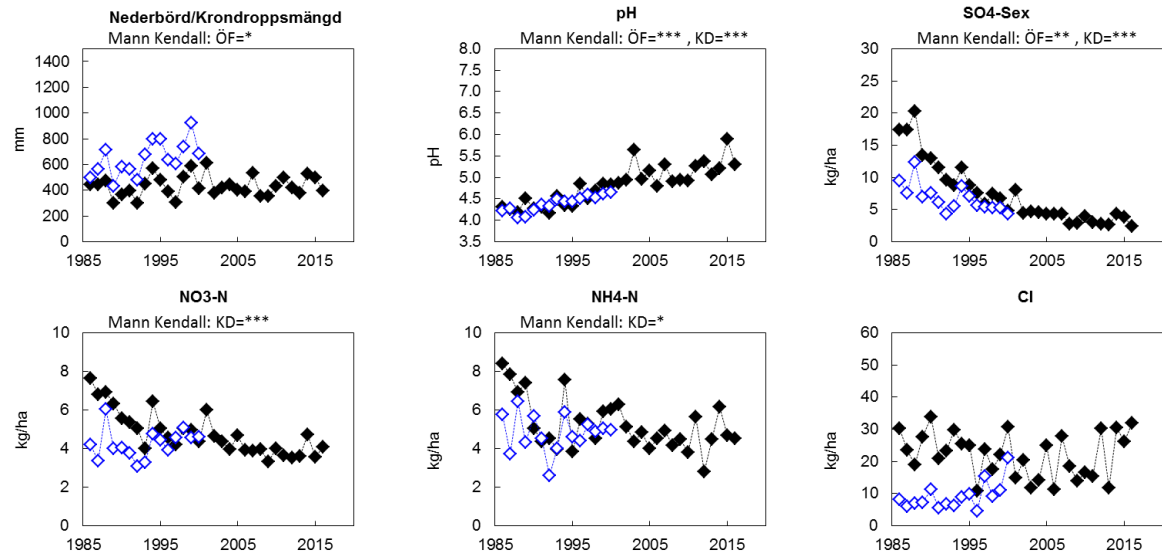 Nederbörd/Krondroppsmängd
Mann Kendall: ÖF=*
mm
1400
1200
1000
800
600
400
200
0
1985 1995 2005 2015
pH
Mann Kendall: ÖF=*** , KD=***
pH
8.0
7.5
7.0
6.5
6.0
5.5
5.0
4.5
4.0
3.5
1985 1995 2005 2015
SO4-Sex
Mann Kendall: ÖF=** , KD=***
kg/ha
30
25
20
15
10
5
0
1985 1995 2005 2015
NO3-N
Mann Kendall: KD=***
kg/ha
10
8
6
4
2
0
1985 1995 2005 2015
NH4-N
Mann Kendall: KD=*
kg/ha
10
8
6
4
2
0
1985 1995 2005 2015
Cl
kg/ha
60
50
40
30
20
10
0
1985 1995 2005 2015